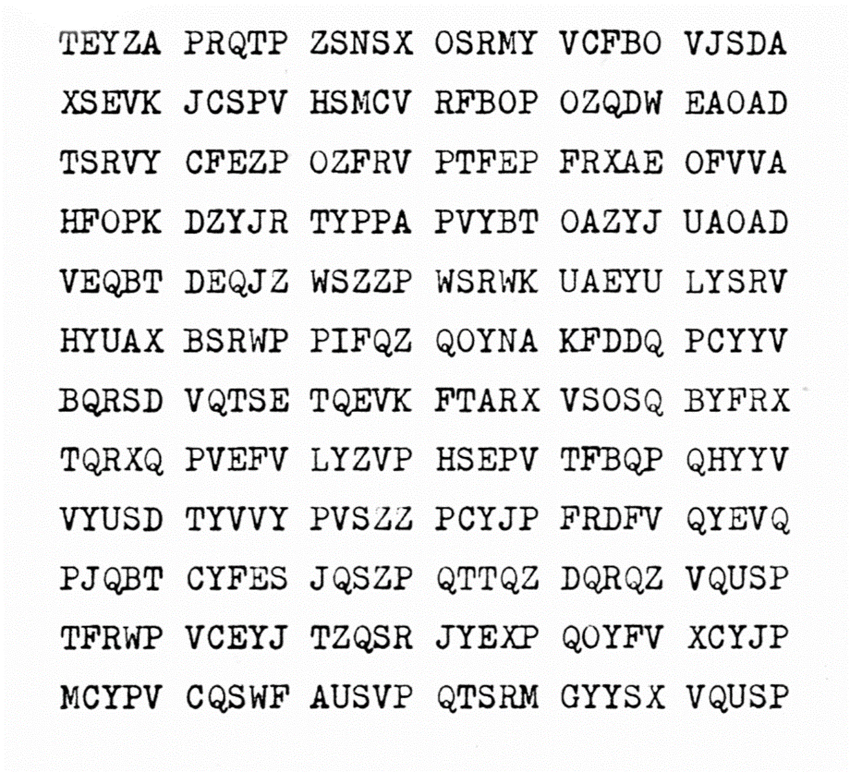 TEYZA PRQTP ZSNSX OSRMY VCFBO VJSDA
XSEVK JCSPV HSMCV RFBOP OZQDW EAOAD
TSRVY CFEZP OZFRV PTFEP FRXAE OFVVA
HFOPK DZYJR TYPPA PVYBT OAZYJ UAOAD
VEQBT DEQJZ WSZZP WSRWK UAEYU LYSRV
HYUAX BSRWP PIFQZ QOYNA KFDDQ PCYYV
BQRSD VQTSE TQEVK FTARX VSOSQ BYFRX
TQRXQ PVEFV LYZVP HSEPV TFBQP QHYYV
VYUSD TYVVY PVSZZ PCYJP FRDFV QYEVQ
PJQBT CYFES JQSZP QTTQZ DQRQZ VQUSP
TFRWP VCEYJ TZQSR JYEXP QOYFV XCYJP
MCYPV CQSWF AUSVP QTSRM GYYSX VQUSP